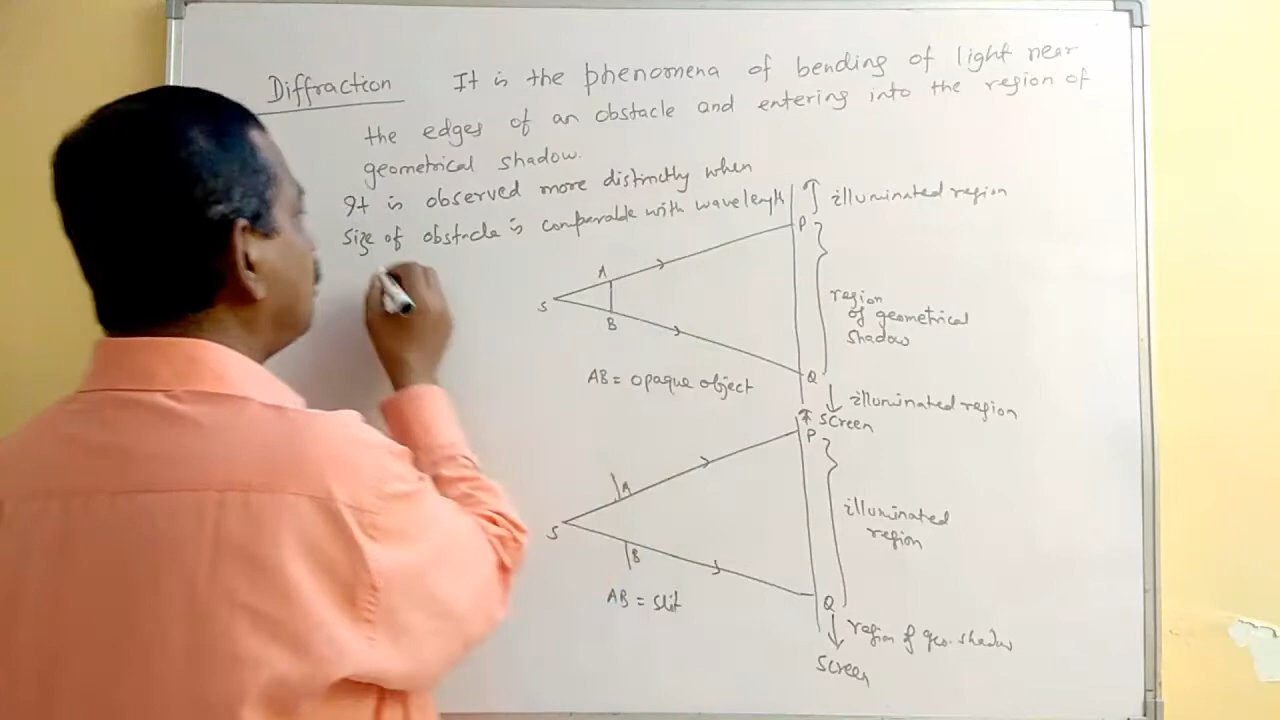 Diffraction It is the phenomena of bending of light near
the edges of an obstacle and entering into the region of
geometrical shadow.
It is observed more distinctly when
size of obstacle is comparable with wavelength
↑ illuminated region
P
A
S
B
region
of geometrical
shadow
Q
AB = opaque object
↓ illuminated region
↑ screen
P
A
S
B
illuminated
region
AB = slit
Q
↓ region of geo. shadow
screen